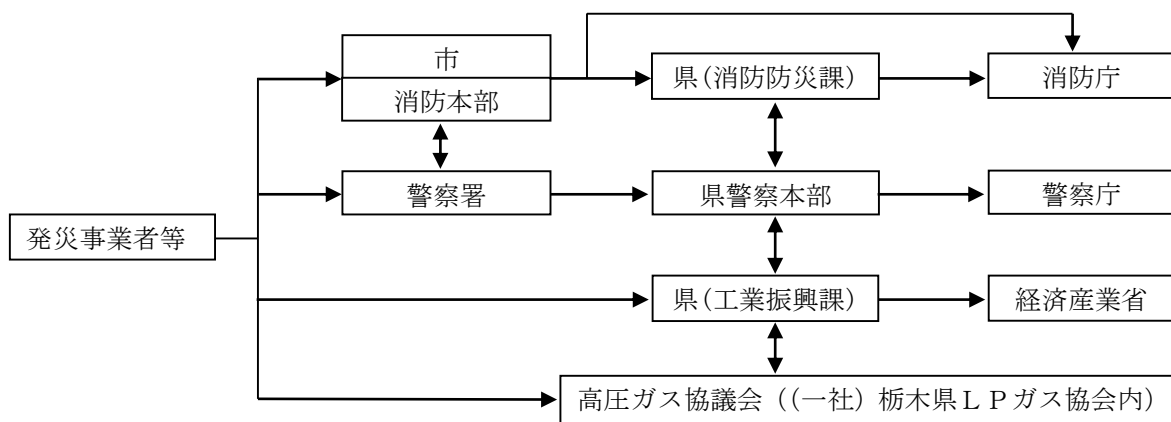 市
消防本部
県（消防防災課）
消防庁
警察署
県警察本部
警察庁
発災事業者等
県（工業振興課）
経済産業省
高圧ガス協議会（（一社）栃木県ＬＰガス協会内）